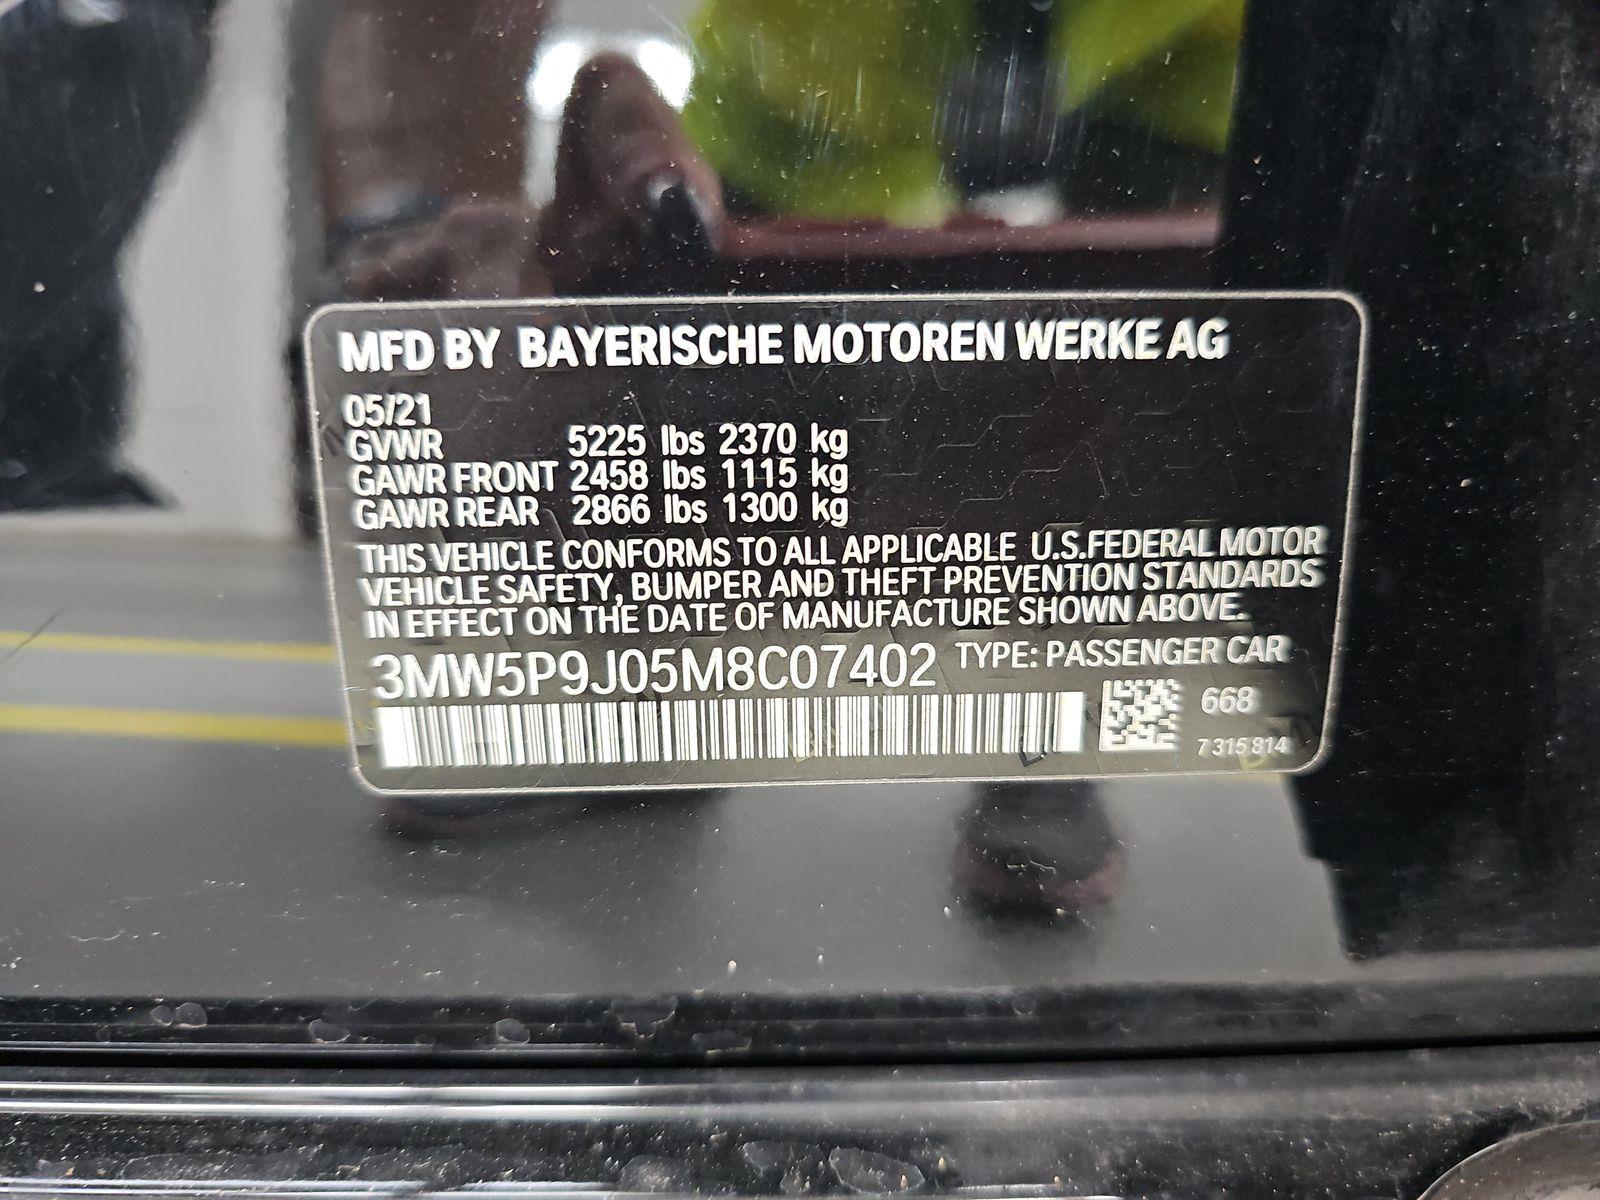 MFD BY BAYERISCHE MOTOREN WERKE AG
05/21
GVWR 5225 lbs 2370 kg
GAWR FRONT 2458 lbs 1115 kg
GAWR REAR 2866 lbs 1300 kg
THIS VEHICLE CONFORMS TO ALL APPLICABLE U.S.FEDERAL MOTOR
VEHICLE SAFETY, BUMPER AND THEFT PREVENTION STANDARDS
IN EFFECT ON THE DATE OF MANUFACTURE SHOWN ABOVE.
3MW5P9J05M8C07402 TYPE: PASSENGER CAR
668
7 315 814